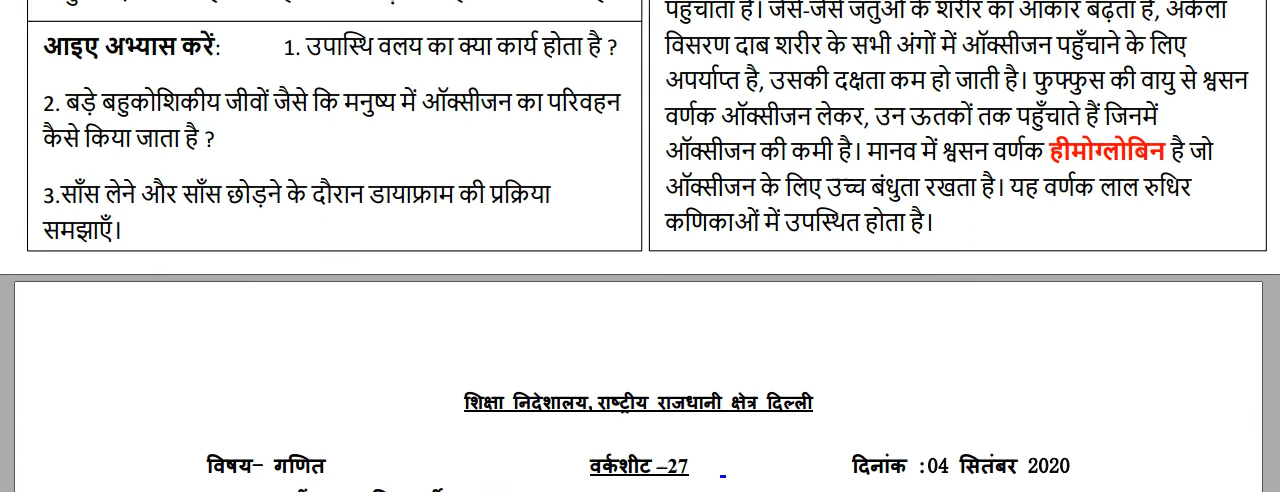 आइए अभ्यास करें: 1. उपास्थि वलय का क्या कार्य होता है ?
2. बड़े बहुकोशिकीय जीवों जैसे कि मनुष्य में ऑक्सीजन का परिवहन
कैसे किया जाता है ?
3.साँस लेने और साँस छोड़ने के दौरान डायाफ्राम की प्रक्रिया
समझाएँ।
पहुंचाता है। जैसे-जैसे जंतुओं के शरीर का आकार बढ़ता है, अकेला
विसरण दाब शरीर के सभी अंगों में ऑक्सीजन पहुँचाने के लिए
अपर्याप्त है, उसकी दक्षता कम हो जाती है। फुफ्फुस की वायु से श्वसन
वर्णक ऑक्सीजन लेकर, उन ऊतकों तक पहुँचाते हैं जिनमें
ऑक्सीजन की कमी है। मानव में श्वसन वर्णक हीमोग्लोबिन है जो
ऑक्सीजन के लिए उच्च बंधुता रखता है। यह वर्णक लाल रुधिर
कणिकाओं में उपस्थित होता है।
शिक्षा निदेशालय, राष्ट्रीय राजधानी क्षेत्र दिल्ली
विषय– गणित वर्कशीट –27 दिनांक :04 सितंबर 2020